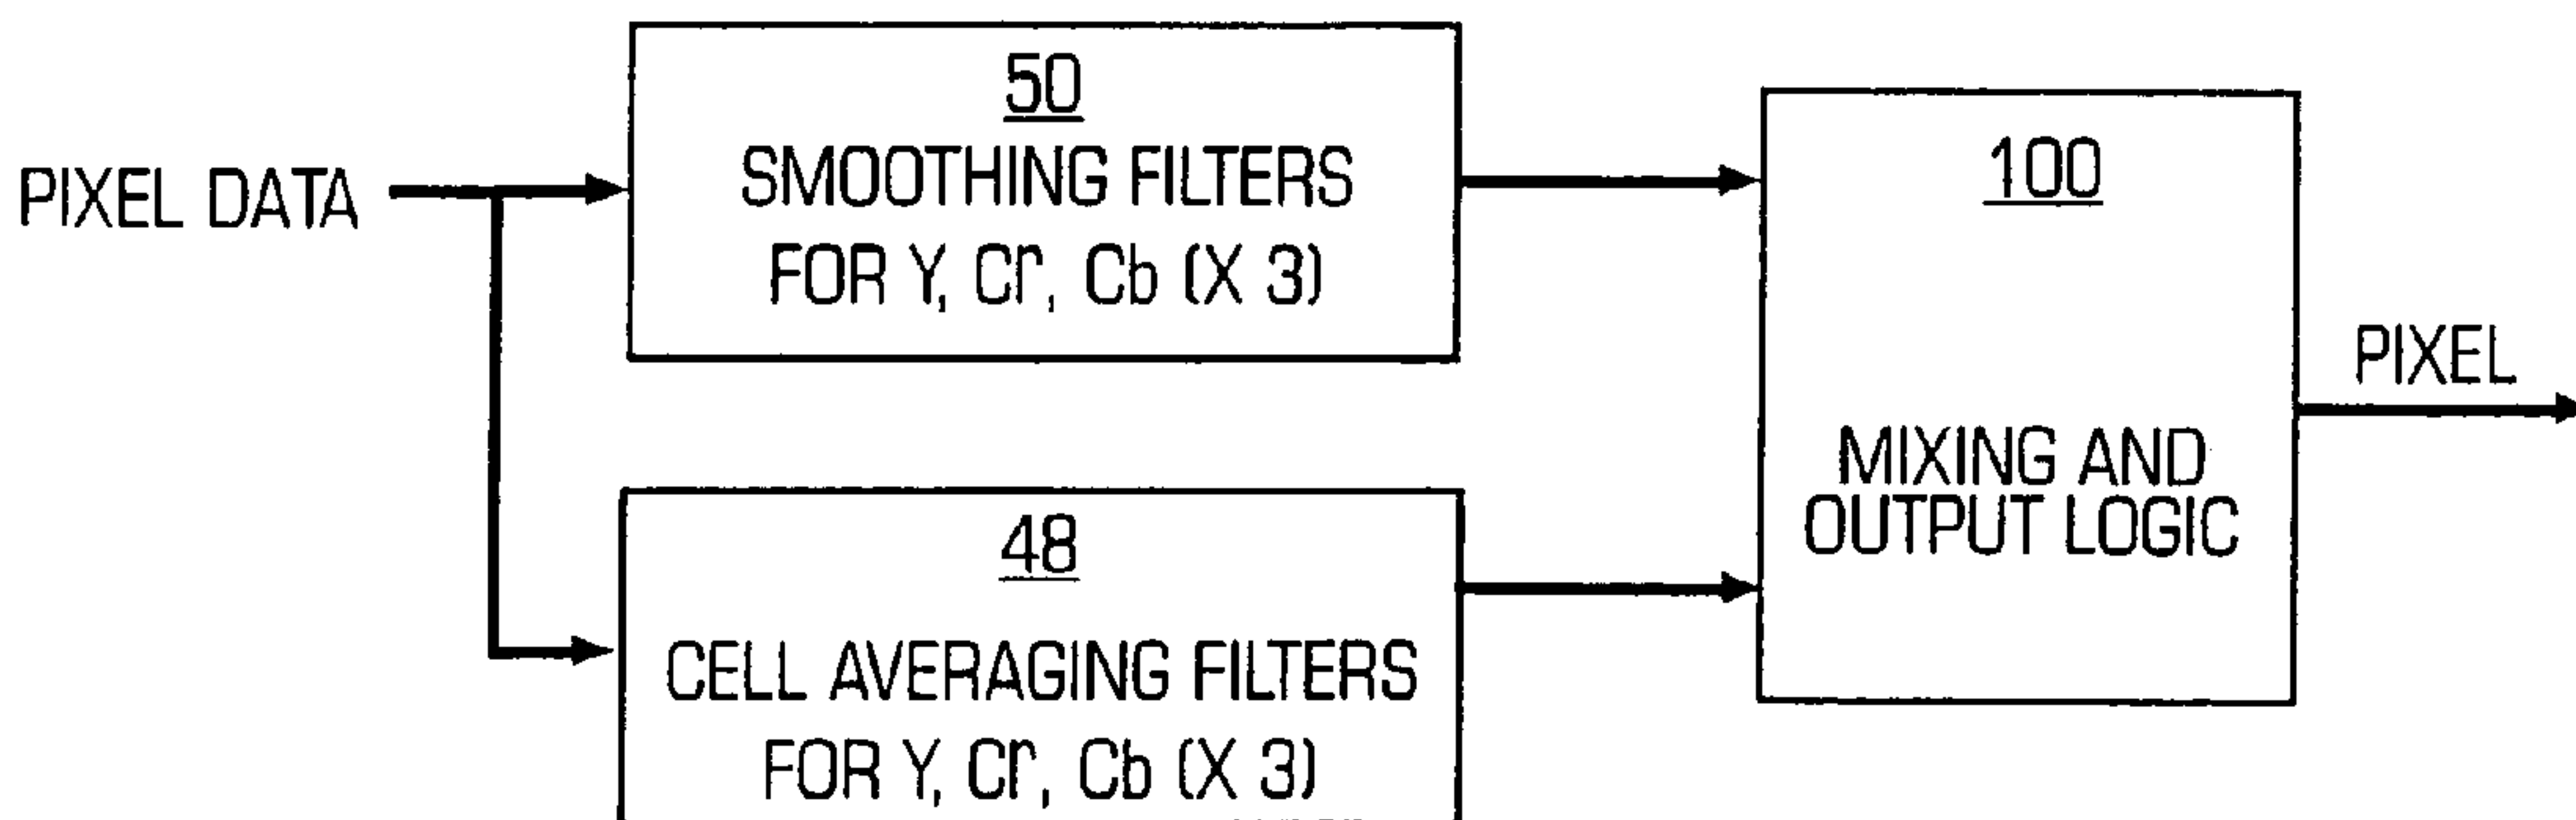 PIXEL DATA
50
SMOOTHING FILTERS
FOR Y, Cr, Cb (X 3)
100
MIXING AND
OUTPUT LOGIC
PIXEL
48
CELL AVERAGING FILTERS
FOR Y, Cr, Cb (X 3)